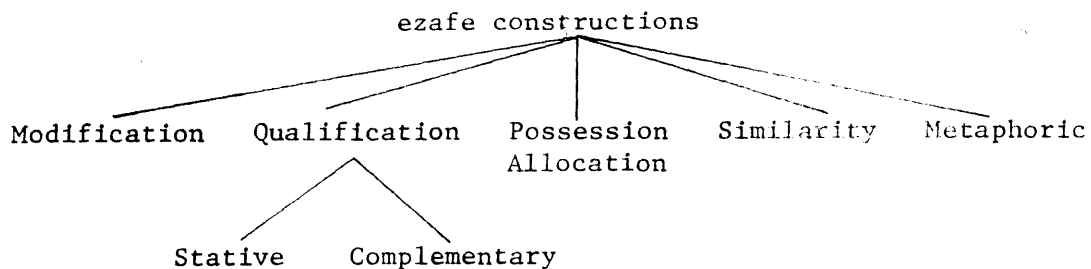 ezafe constructions
Modification Qualification Possession Similarity Metaphoric
Allocation
Stative Complementary